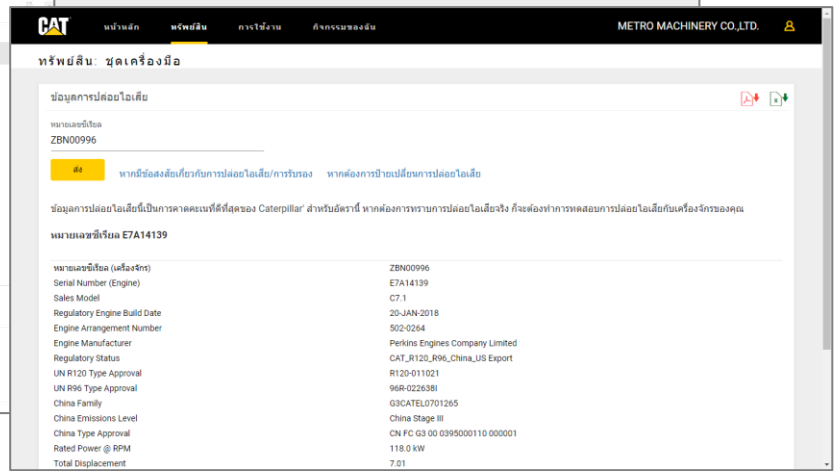 CAT หน้าหลัก ทรัพย์สิน การใช้งาน กิจกรรมของฉัน METRO MACHINERY CO.,LTD.
ทรัพย์สิน: ชุดเครื่องมือ
ข้อมูลการปล่อยไอเสีย
หมายเลขซีเรียล
ZBN00996
ส่ง หากมีข้อสงสัยเกี่ยวกับการปล่อยไอเสีย/การรับรอง หากต้องการป้ายเปลี่ยนการปล่อยไอเสีย
ข้อมูลการปล่อยไอเสียนี้เป็นการคาดคะเนที่ดีที่สุดของ Caterpillar' สำหรับอัตรานี้ หากต้องการทราบการปล่อยไอเสียจริง ก็จะต้องทำการทดสอบการปล่อยไอเสียกับเครื่องจักรของคุณ
หมายเลขซีเรียล E7A14139
หมายเลขซีเรียล (เครื่องจักร) ZBN00996
Serial Number (Engine) E7A14139
Sales Model C7.1
Regulatory Engine Build Date 20-JAN-2018
Engine Arrangement Number 502-0264
Engine Manufacturer Perkins Engines Company Limited
Regulatory Status CAT_R120_R96_China_US Export
UN R120 Type Approval R120-011021
UN R96 Type Approval 96R-022638I
China Family G3CATEL0701265
China Emissions Level China Stage III
China Type Approval CN FC G3 00 0395000110 000001
Rated Power @ RPM 118.0 kW
Total Displacement 7.01